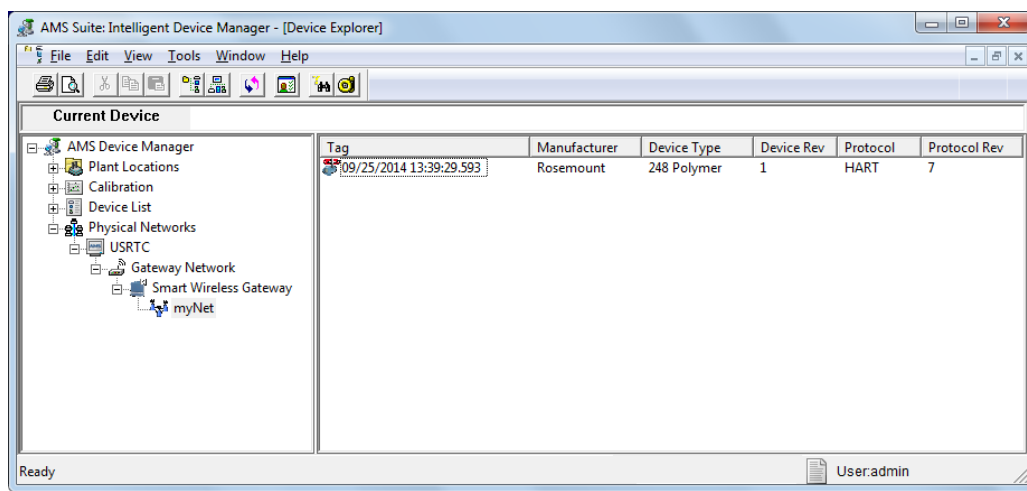 AMS Suite: Intelligent Device Manager - [Device Explorer]
File Edit View Tools Window Help
Current Device
AMS Device Manager
Plant Locations
Calibration
Device List
Physical Networks
USRTC
Gateway Network
Smart Wireless Gateway
myNet
Tag Manufacturer Device Type Device Rev Protocol Protocol Rev
09/25/2014 13:39:29.593 Rosemount 248 Polymer 1 HART 7
Ready User:admin